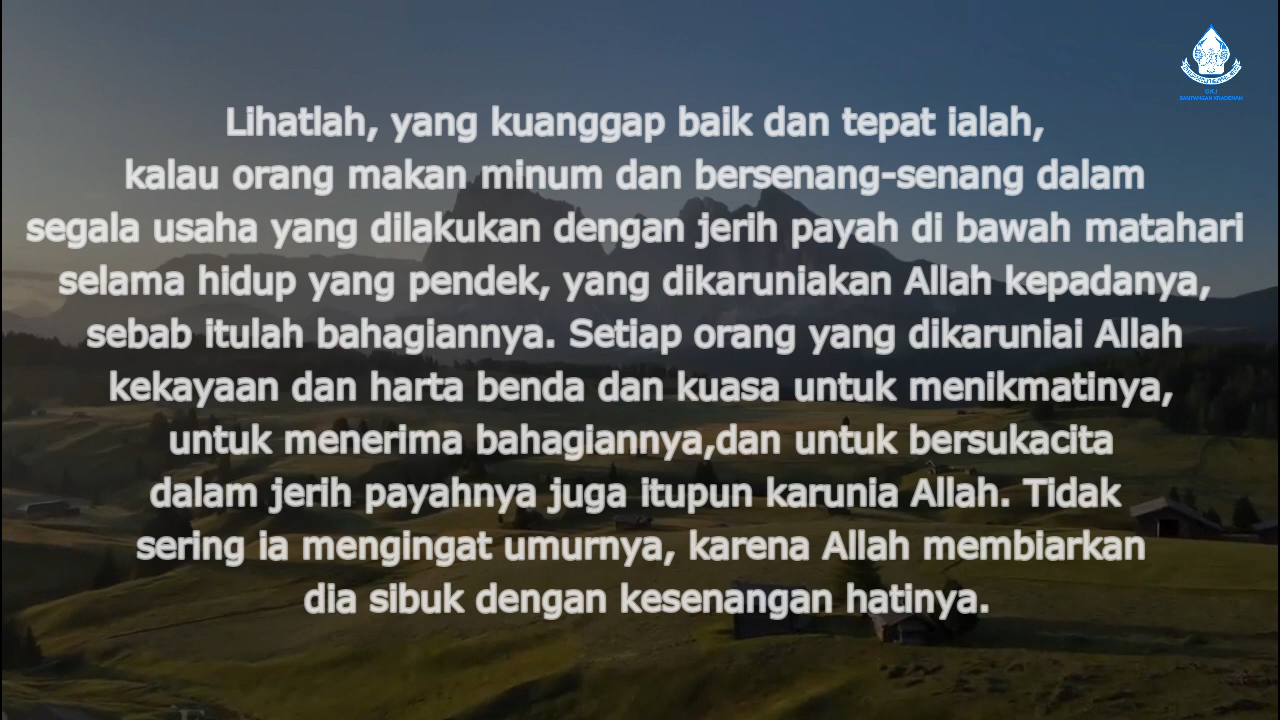 Lihatlah, yang kuanggap baik dan tepat ialah,
kalau orang makan minum dan bersenang-senang dalam
segala usaha yang dilakukan dengan jerih payah di bawah matahari
selama hidup yang pendek, yang dikaruniakan Allah kepadanya,
sebab itulah bahagiannya. Setiap orang yang dikaruniai Allah
kekayaan dan harta benda dan kuasa untuk menikmatinya,
untuk menerima bahagiannya,dan untuk bersukacita
dalam jerih payahnya juga itupun karunia Allah. Tidak
sering ia mengingat umurnya, karena Allah membiarkan
dia sibuk dengan kesenangan hatinya.
GKJ